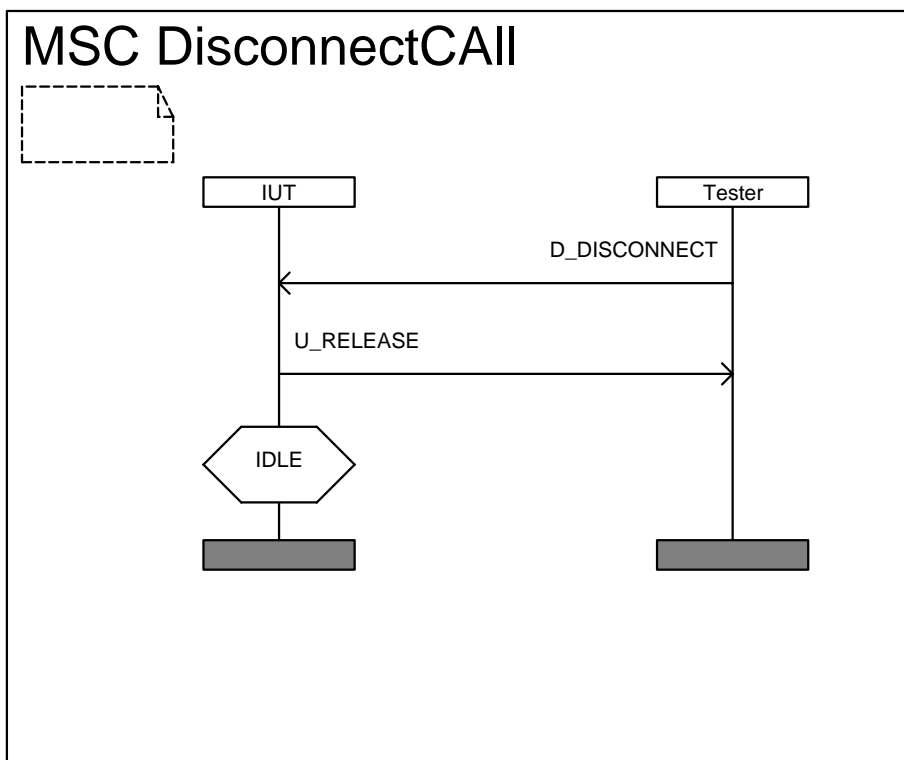 MSC DisconnectCAll
IUT
Tester
D_DISCONNECT
U_RELEASE
IDLE